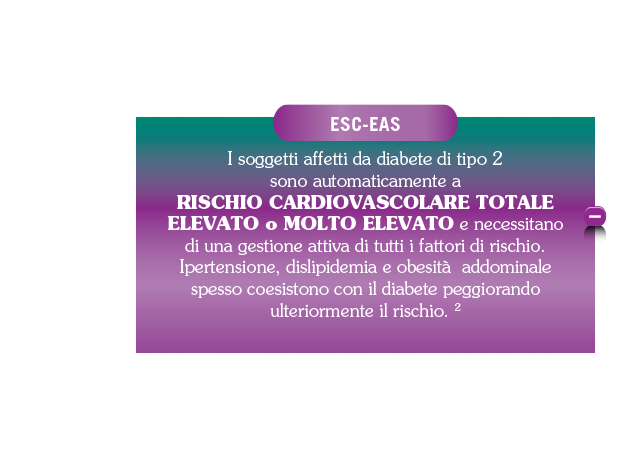 ESC-EAS
I soggetti affetti da diabete di tipo 2
sono automaticamente a
RISCHIO CARDIOVASCOLARE TOTALE
ELEVATO o MOLTO ELEVATO e necessitano
di una gestione attiva di tutti i fattori di rischio.
Ipertensione, dislipidemia e obesità addominale
spesso coesistono con il diabete peggiorando
ulteriormente il rischio. ²